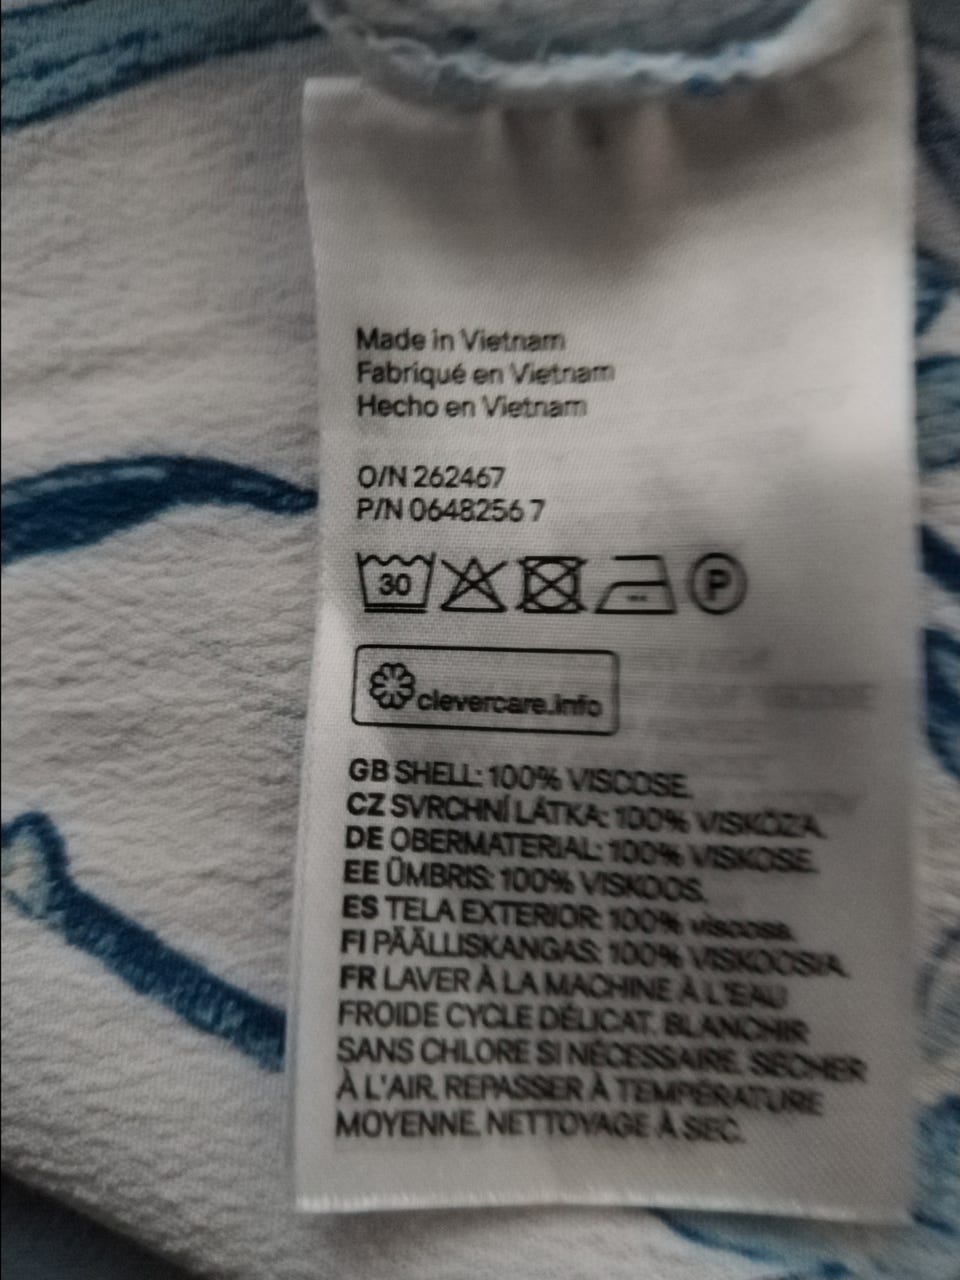 Made in Vietnam
Fabriqué en Vietnam
Hecho en Vietnam
O/N 262467
P/N 0648256 7
30
P
clevercare.info
GB SHELL: 100% VISCOSE.
CZ SVRCHNÍ LÁTKA: 100% VISKÓZA.
DE OBERMATERIAL: 100% VISKOSE.
EE ÜMBRIS: 100% VISKOOS.
ES TELA EXTERIOR: 100% viscosa.
FI PÄÄLLISKANGAS: 100% VISKOOSIA.
FR LAVER À LA MACHINE À L'EAU
FROIDE CYCLE DÉLICAT. BLANCHIR
SANS CHLORE SI NÉCESSAIRE. SÉCHER
À L'AIR. REPASSER À TEMPÉRATURE
MOYENNE. NETTOYAGE À SEC.